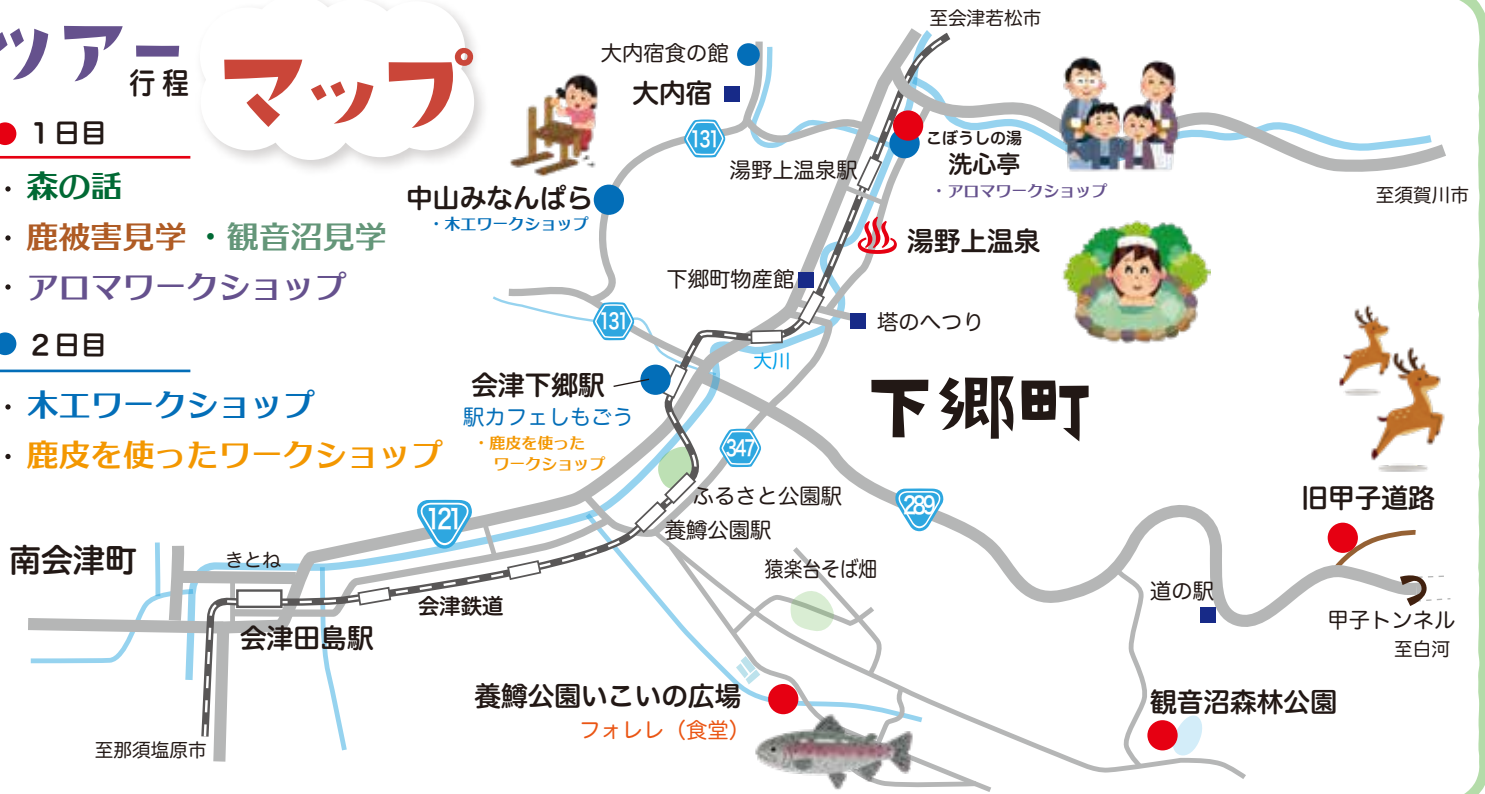 ツアー
行程
マップ
1日目
・森の話
・鹿被害見学 ・観音沼見学
・アロマワークショップ
2日目
・木工ワークショップ
・鹿皮を使ったワークショップ
至会津若松市
大内宿食の館
大内宿
131
湯野上温泉駅
こぼうしの湯
洗心亭
・アロマワークショップ
至須賀川市
中山みなんぱら
・木工ワークショップ
湯野上温泉
下郷町物産館
131
塔のへつり
大川
会津下郷駅
駅カフェしもごう
・鹿皮を使った
ワークショップ
下郷町
347
ふるさと公園駅
養鱒公園駅
121
289
旧甲子道路
南会津町
きとね
猿楽台そば畑
道の駅
会津鉄道
甲子トンネル
至白河
会津田島駅
養鱒公園いこいの広場
フォレレ（食堂）
観音沼森林公園
至那須塩原市